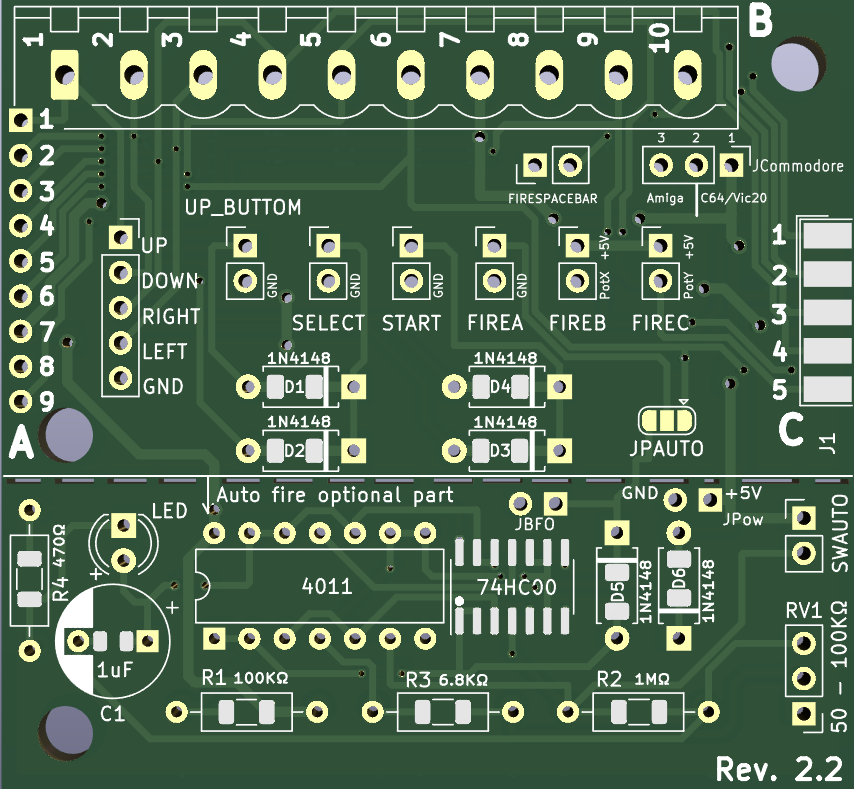 B
1 2 3 4 5 6 7 8 9 10
1
2
3
4
5
6
7
8
9
A
3 2 1
JCommodore
FIRESPACEBAR
Amiga
C64/Vic20
UP_BUTTOM
UP
DOWN
RIGHT
LEFT
GND
GND
GND
GND
GND
+5V
PotX
+5V
PotY
SELECT
START
FIREA
FIREB
FIREC
1
2
3
4
5
C
J1
1N4148
D1
1N4148
D4
1N4148
D2
1N4148
D3
JPAUTO
Auto fire optional part
LED
+
R4 470Ω
4011
JBFO
74HC00
GND
+5V
JPow
D5
1N4148
D6
1N4148
SWAUTO
RV1
50 - 100KΩ
+
1uF
C1
R1 100KΩ
R3 6.8KΩ
R2 1MΩ
Rev. 2.2